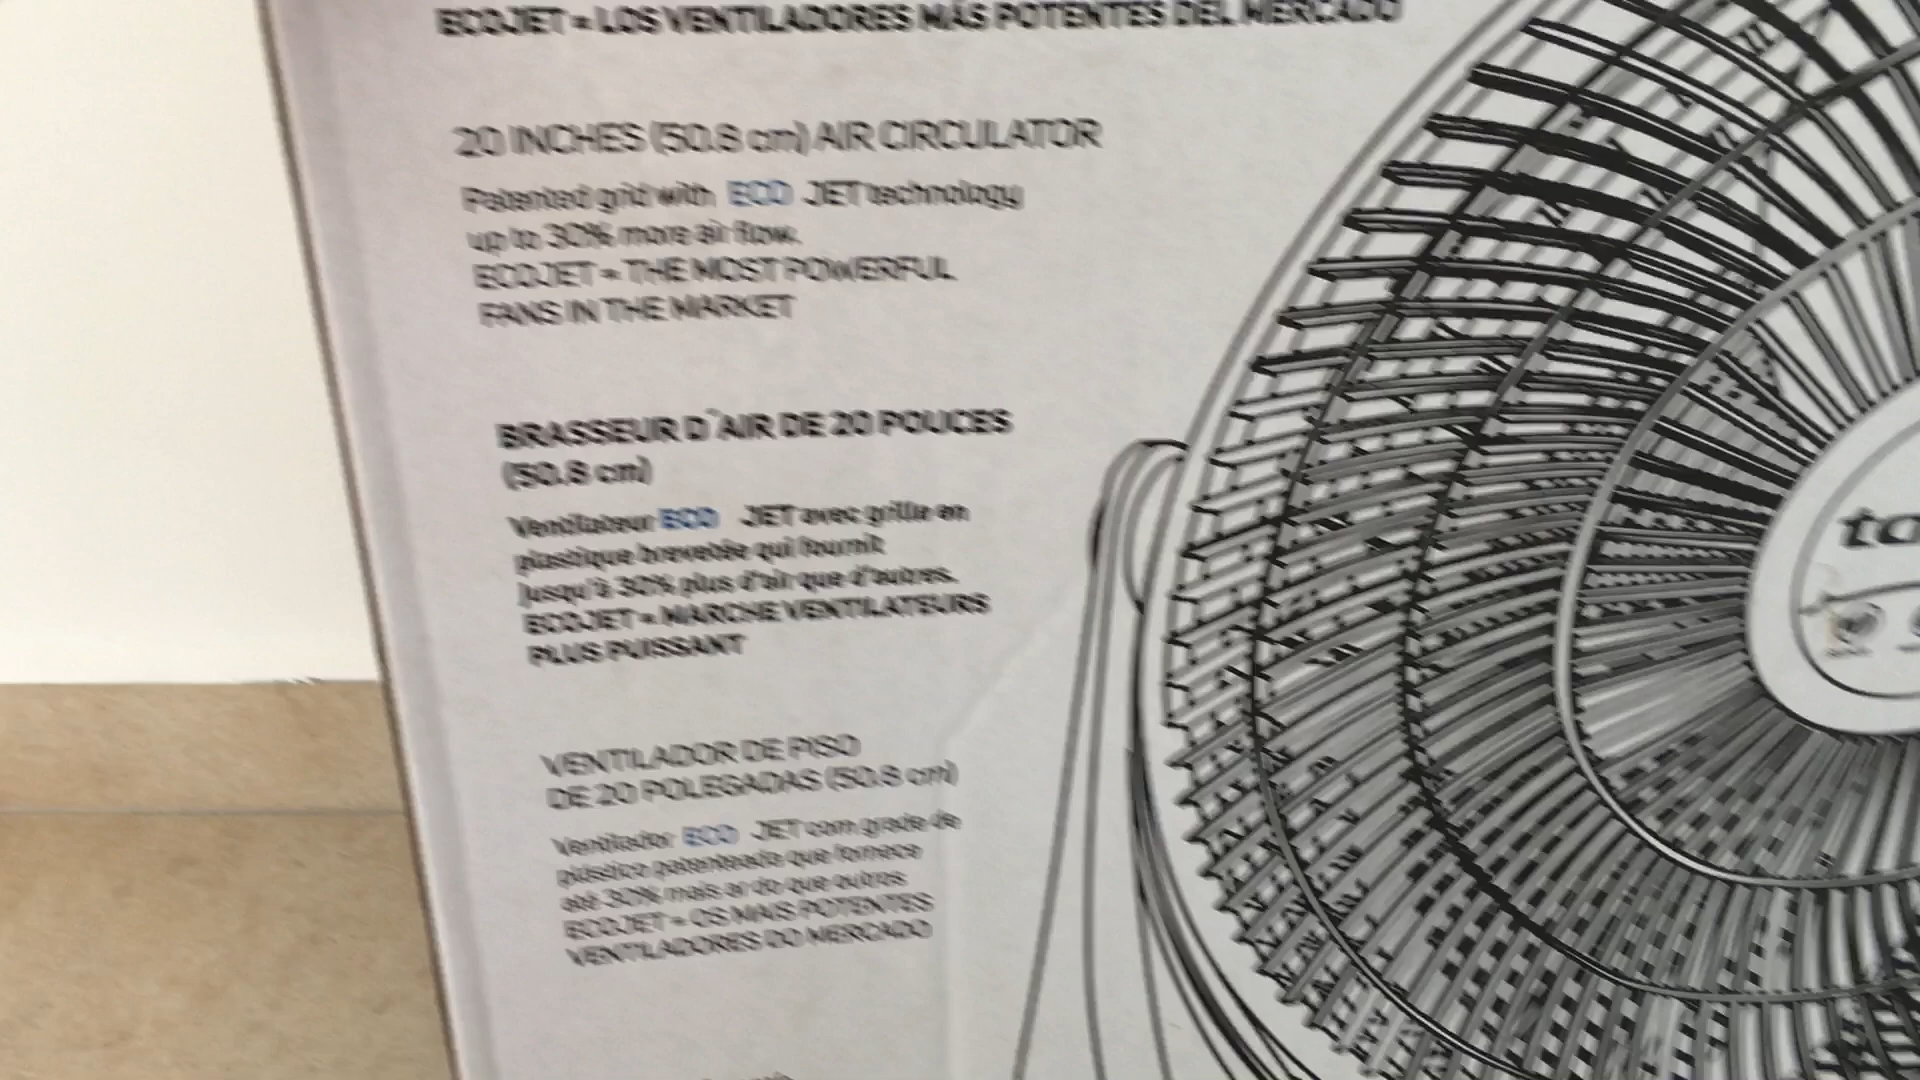 ECOJET = LOS VENTILADORES MÁS POTENTES DEL MERCADO
20 INCHES (50.8 cm) AIR CIRCULATOR
Patented grid with ECO JET technology
up to 30% more air flow.
ECOJET = THE MOST POWERFUL
FANS IN THE MARKET
BRASSEUR D´AIR DE 20 POUCES
(50.8 cm)
Ventilateur ECO JET avec grille en
plastique brevetée qui fournit
jusqu'à 30% plus d'air que d'autres.
ECOJET = MARCHE VENTILATEURS
PLUS PUISSANT
VENTILADOR DE PISO
DE 20 POLEGADAS (50.8 cm)
Ventilador ECO JET com grade de
plástico patenteada que fornece
até 30% mais ar do que outros
ECOJET = OS MAIS POTENTES
VENTILADORES DO MERCADO